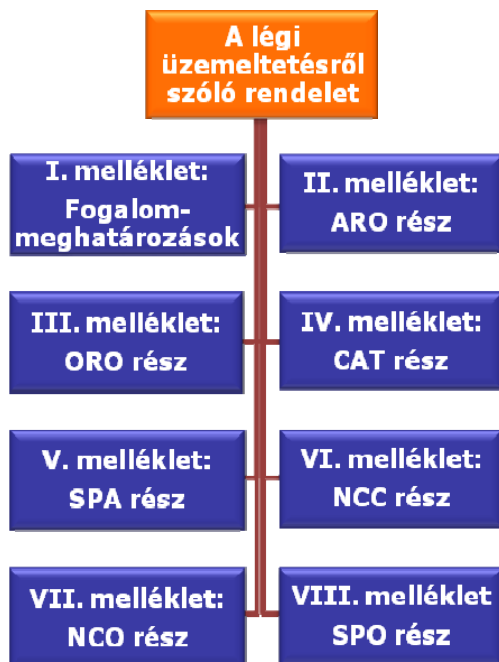 A légi
üzemeltetésről
szóló rendelet
I. melléklet:
Fogalom-
meghatározások
II. melléklet:
ARO rész
III. melléklet:
ORO rész
IV. melléklet:
CAT rész
V. melléklet:
SPA rész
VI. melléklet:
NCC rész
VII. melléklet:
NCO rész
VIII. melléklet
SPO rész